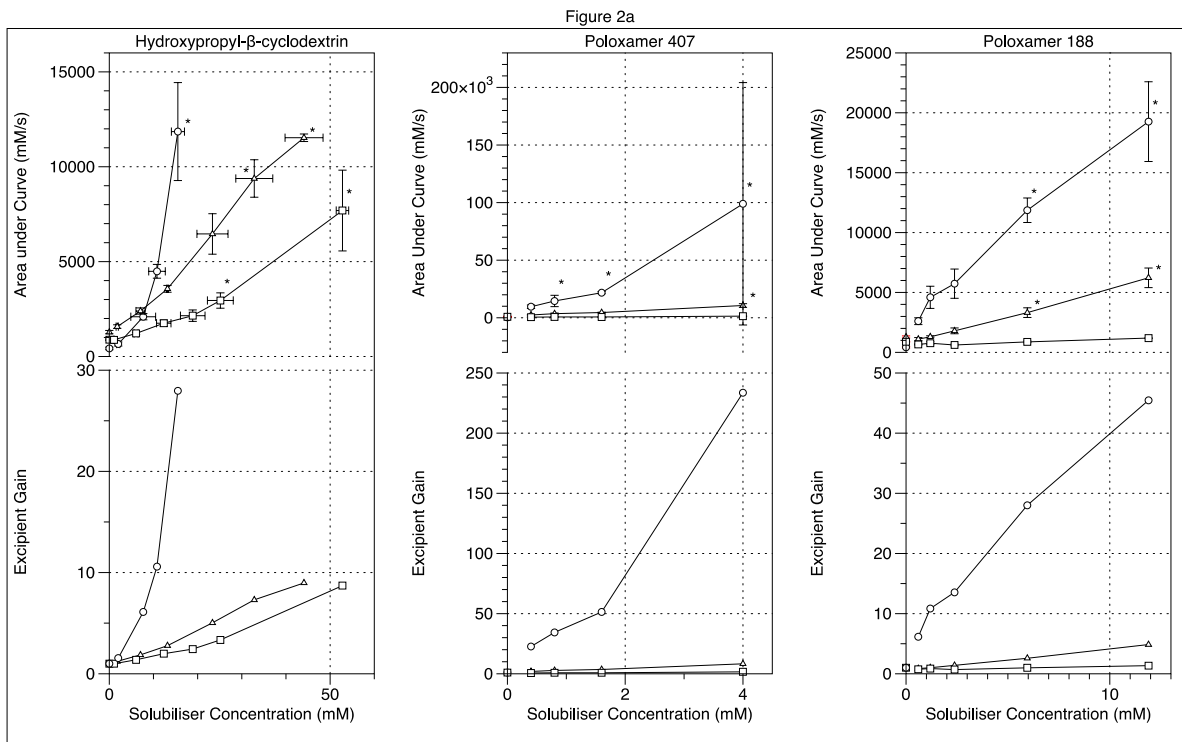 Figure 2a
Hydroxypropyl-β-cyclodextrin
Poloxamer 407
Poloxamer 188
Area under Curve (mM/s)
15000
10000
5000
0
Area Under Curve (mM/s)
200×10³
150
100
50
0
Area Under Curve (mM/s)
25000
20000
15000
10000
5000
0
* * * * *
* * * *
* * * *
Excipient Gain
30
20
10
0
0
50
Solubiliser Concentration (mM)
Excipient Gain
250
200
150
100
50
0
0
2
4
Solubiliser Concentration (mM)
Excipient Gain
50
40
30
20
10
0
0
10
Solubiliser Concentration (mM)